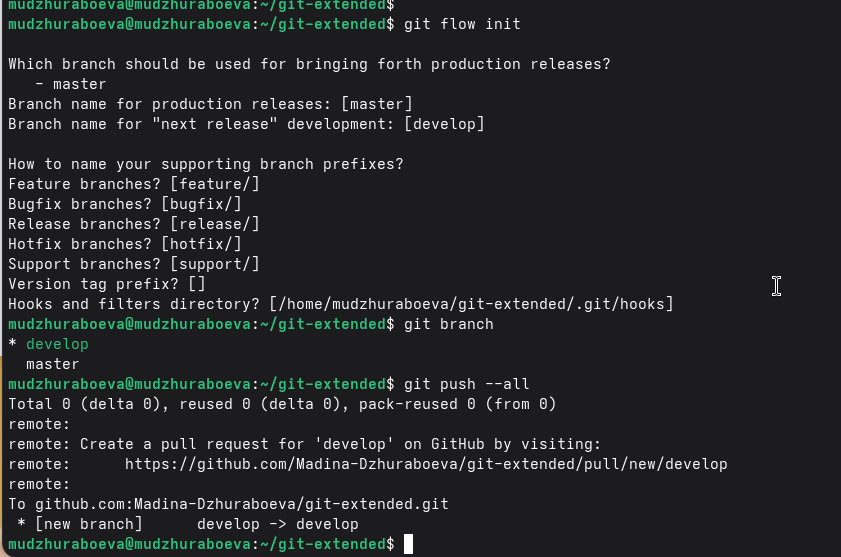 mudzhuraboeva@mudzhuraboeva:~/git-extended$
mudzhuraboeva@mudzhuraboeva:~/git-extended$ git flow init
Which branch should be used for bringing forth production releases?
   - master
Branch name for production releases: [master]
Branch name for "next release" development: [develop]
How to name your supporting branch prefixes?
Feature branches? [feature/]
Bugfix branches? [bugfix/]
Release branches? [release/]
Hotfix branches? [hotfix/]
Support branches? [support/]
Version tag prefix? []
Hooks and filters directory? [/home/mudzhuraboeva/git-extended/.git/hooks]
mudzhuraboeva@mudzhuraboeva:~/git-extended$ git branch
* develop
  master
mudzhuraboeva@mudzhuraboeva:~/git-extended$ git push --all
Total 0 (delta 0), reused 0 (delta 0), pack-reused 0 (from 0)
remote:
remote: Create a pull request for 'develop' on GitHub by visiting:
remote:      https://github.com/Madina-Dzhuraboeva/git-extended/pull/new/develop
remote:
To github.com:Madina-Dzhuraboeva/git-extended.git
 * [new branch]      develop -> develop
mudzhuraboeva@mudzhuraboeva:~/git-extended$